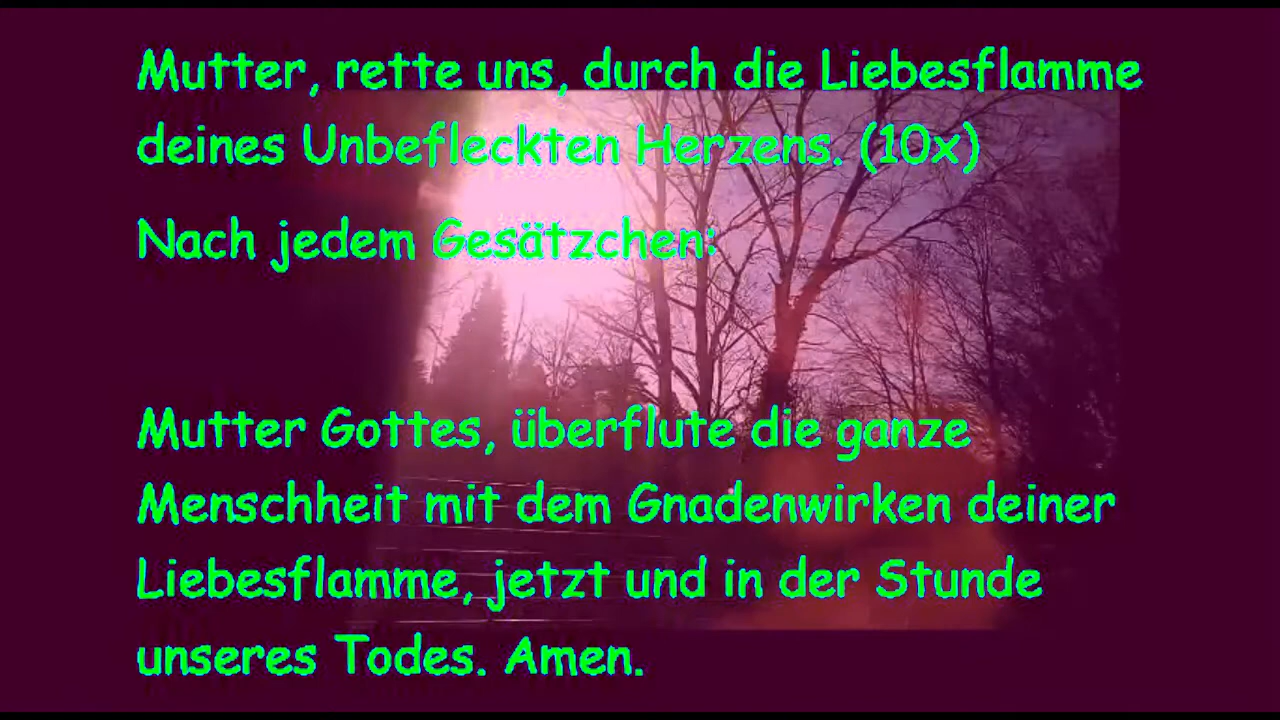 Mutter, rette uns, durch die Liebesflamme
deines Unbefleckten Herzens. (10x)
Nach jedem Gesätzchen:
Mutter Gottes, überflute die ganze
Menschheit mit dem Gnadenwirken deiner
Liebesflamme, jetzt und in der Stunde
unseres Todes. Amen.